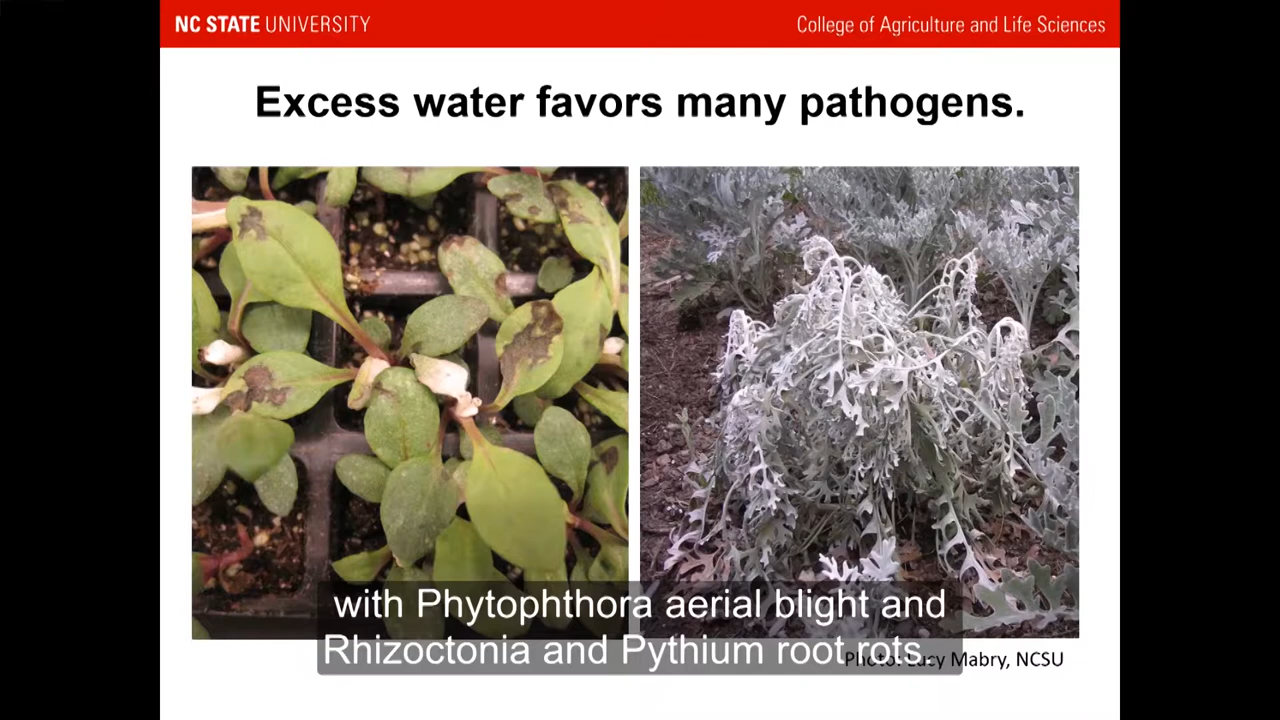 NC STATE UNIVERSITY
College of Agriculture and Life Sciences
Excess water favors many pathogens.
with Phytophthora aerial blight and
Rhizoctonia and Pythium root rots.
Photo: Lucy Mabry, NCSU